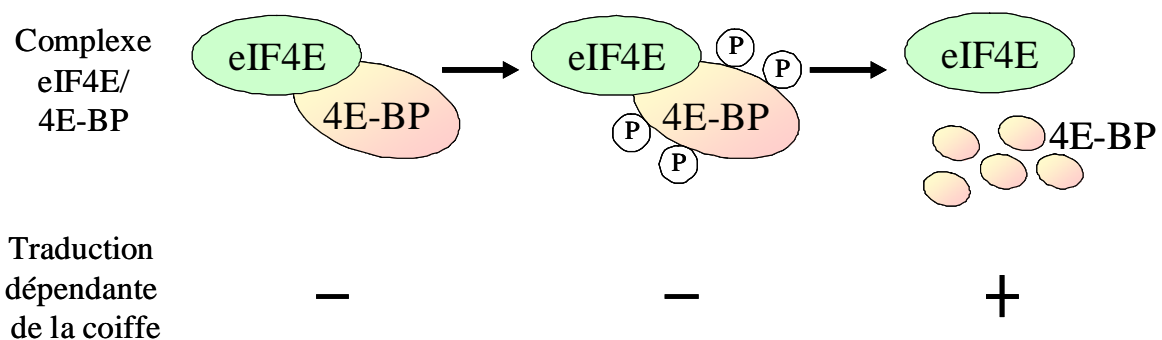 Complexe
eIF4E/
4E-BP
eIF4E
4E-BP
eIF4E
4E-BP
P
P
P
P
eIF4E
4E-BP
Traduction
dépendante
de la coiffe
− − +